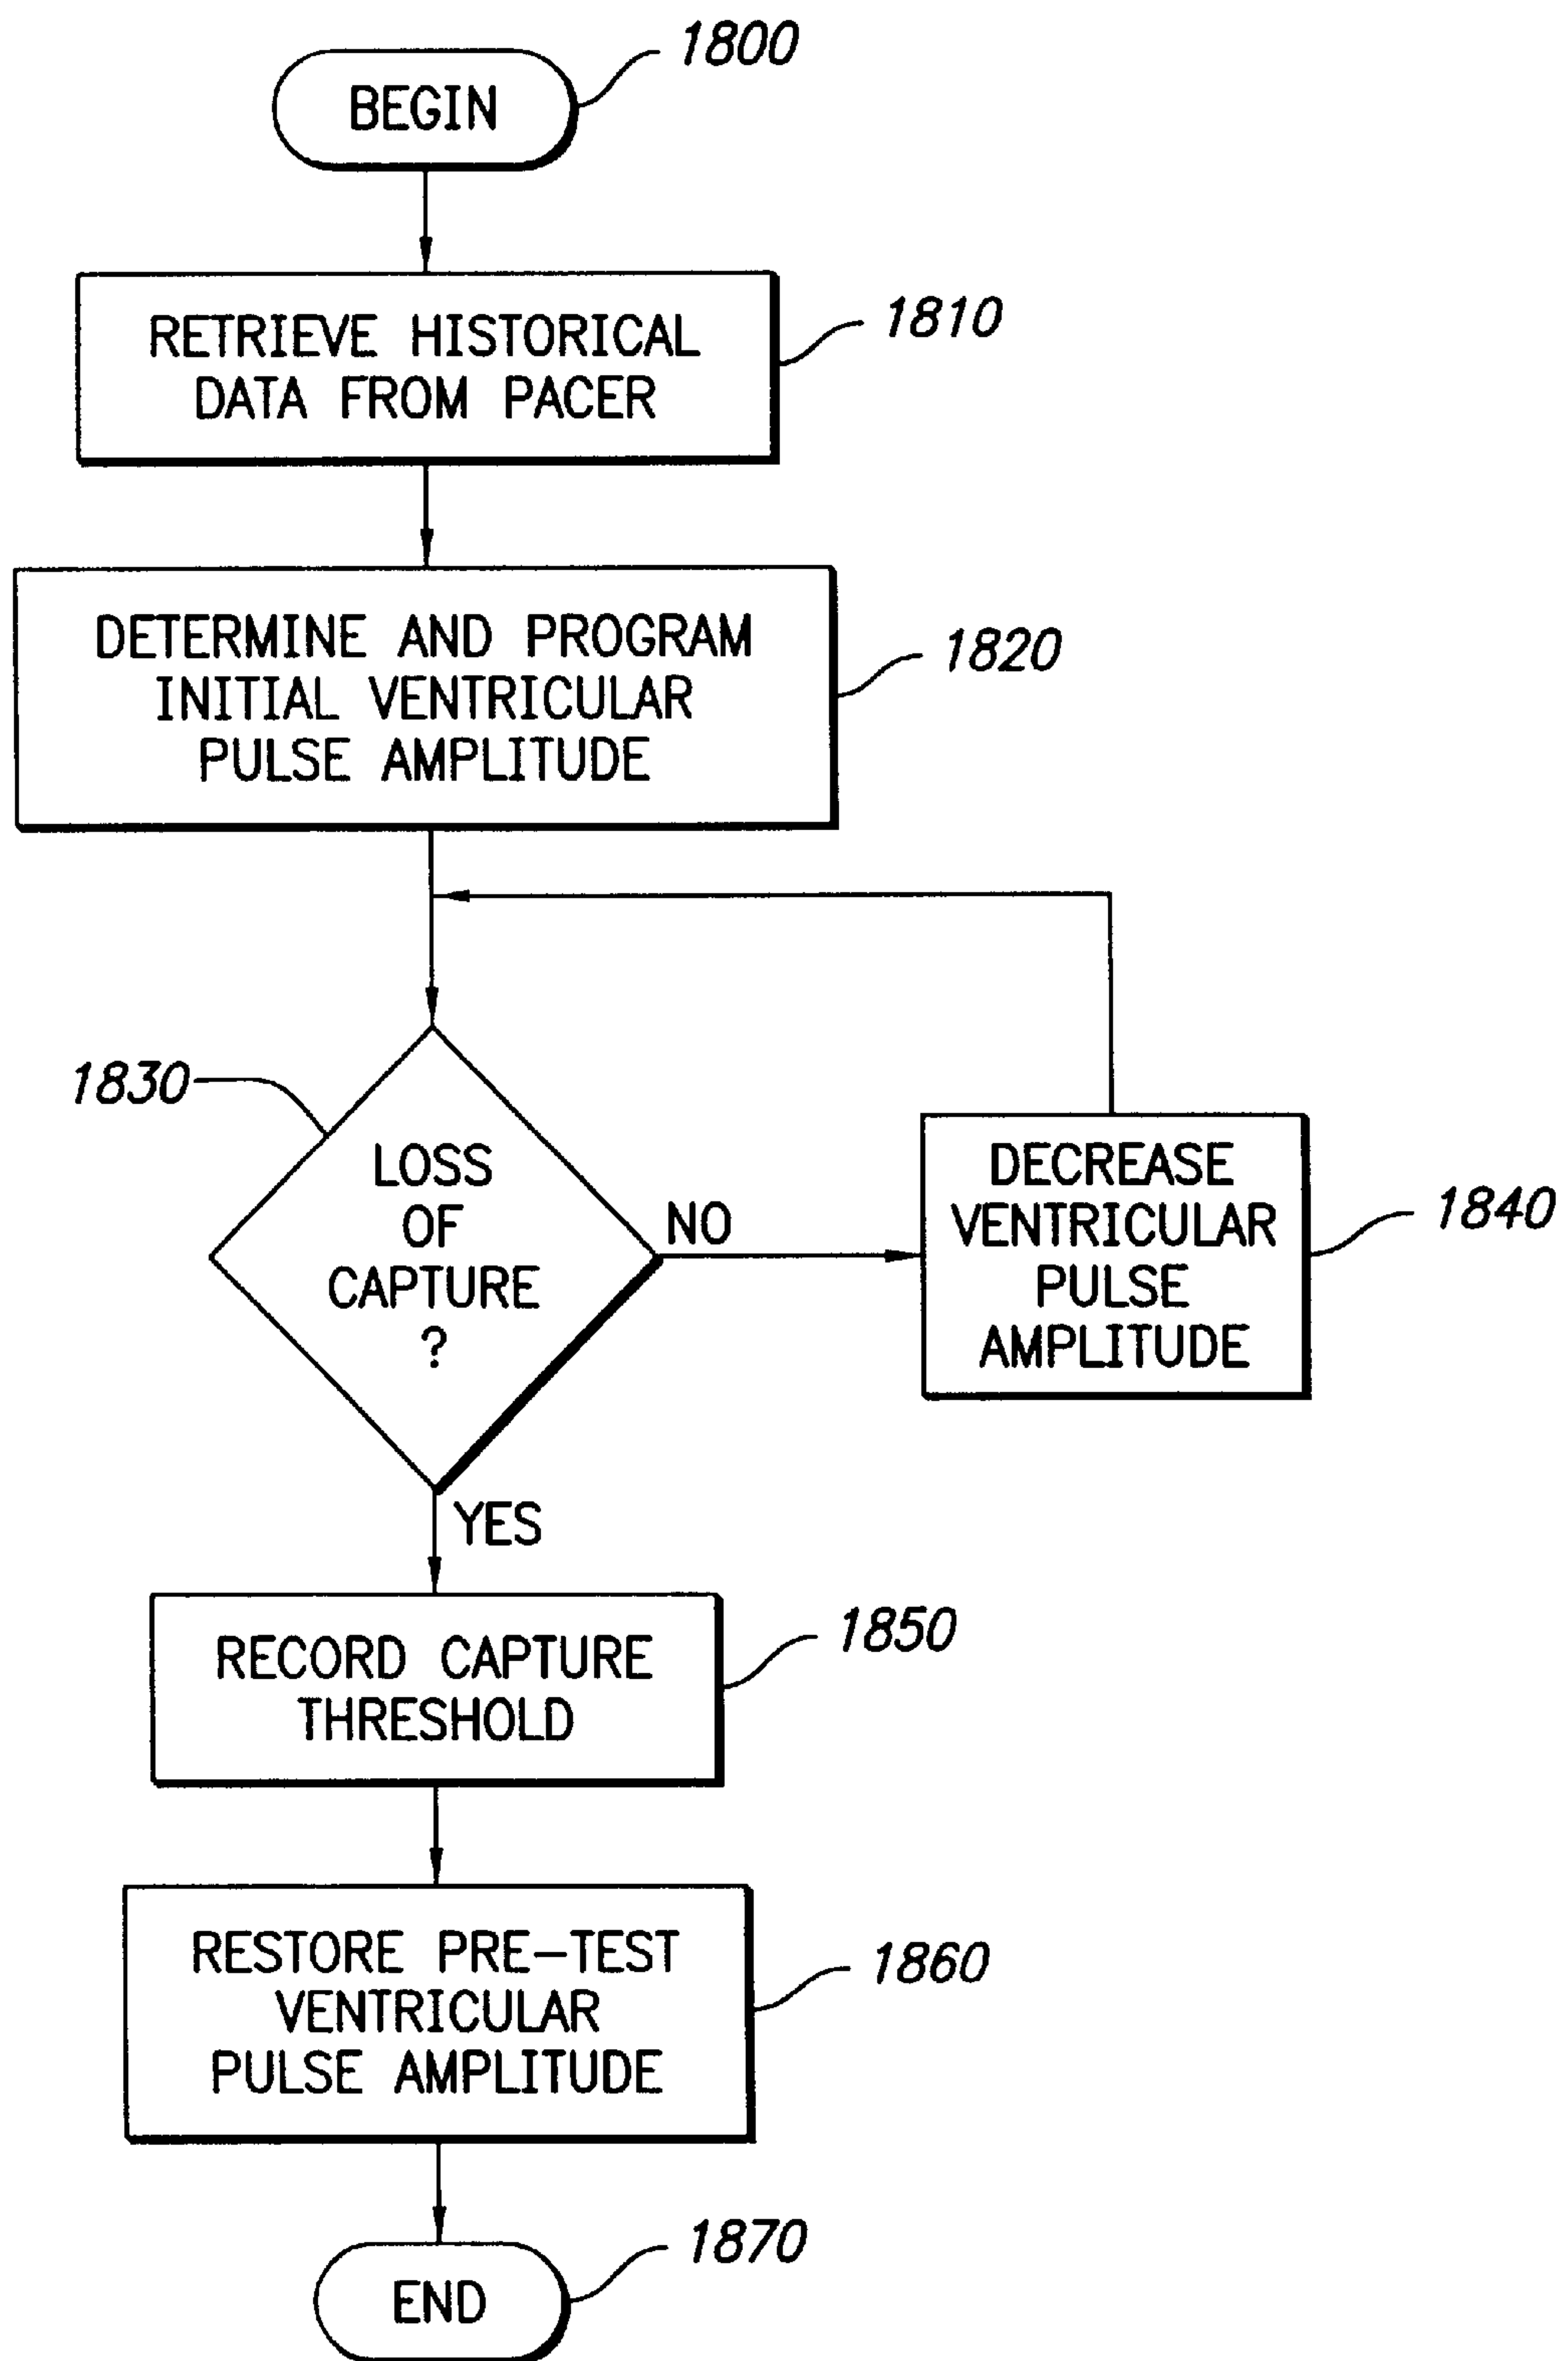 1800
BEGIN
1810
RETRIEVE HISTORICAL
DATA FROM PACER
1820
DETERMINE AND PROGRAM
INITIAL VENTRICULAR
PULSE AMPLITUDE
1830
LOSS
OF
CAPTURE
?
NO
DECREASE
VENTRICULAR
PULSE
AMPLITUDE
1840
YES
1850
RECORD CAPTURE
THRESHOLD
1860
RESTORE PRE-TEST
VENTRICULAR
PULSE AMPLITUDE
1870
END